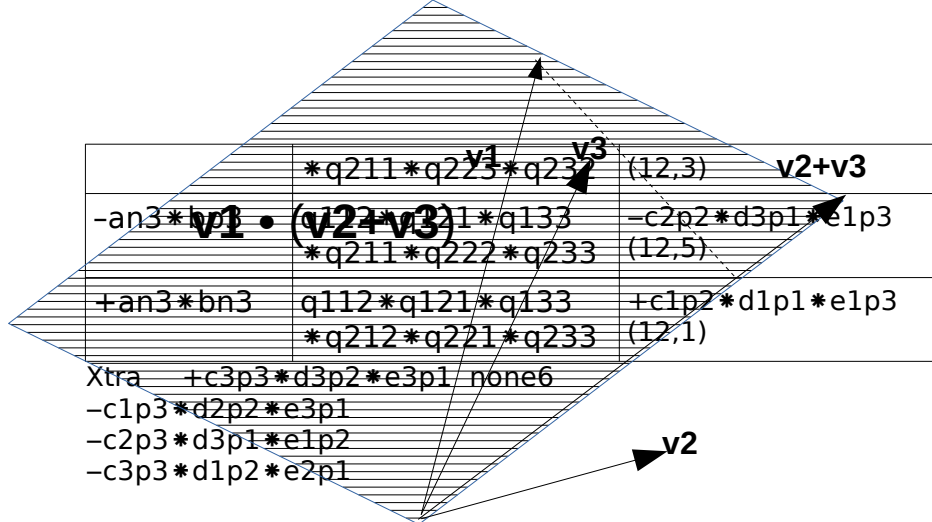 v1
v3
v2+v3
*q211*q223*q232 (12,3)
v1 • (v2+v3)
–an3*bp3 q112*q121*q133 –c2p2*d3p1*e1p3
*q211*q222*q233 (12,5)
+an3*bn3 q112*q121*q133 +c1p2*d1p1*e1p3
*q212*q221*q233 (12,1)
Xtra +c3p3*d3p2*e3p1 none6
–c1p3*d2p2*e3p1
–c2p3*d3p1*e1p2
–c3p3*d1p2*e2p1
v2